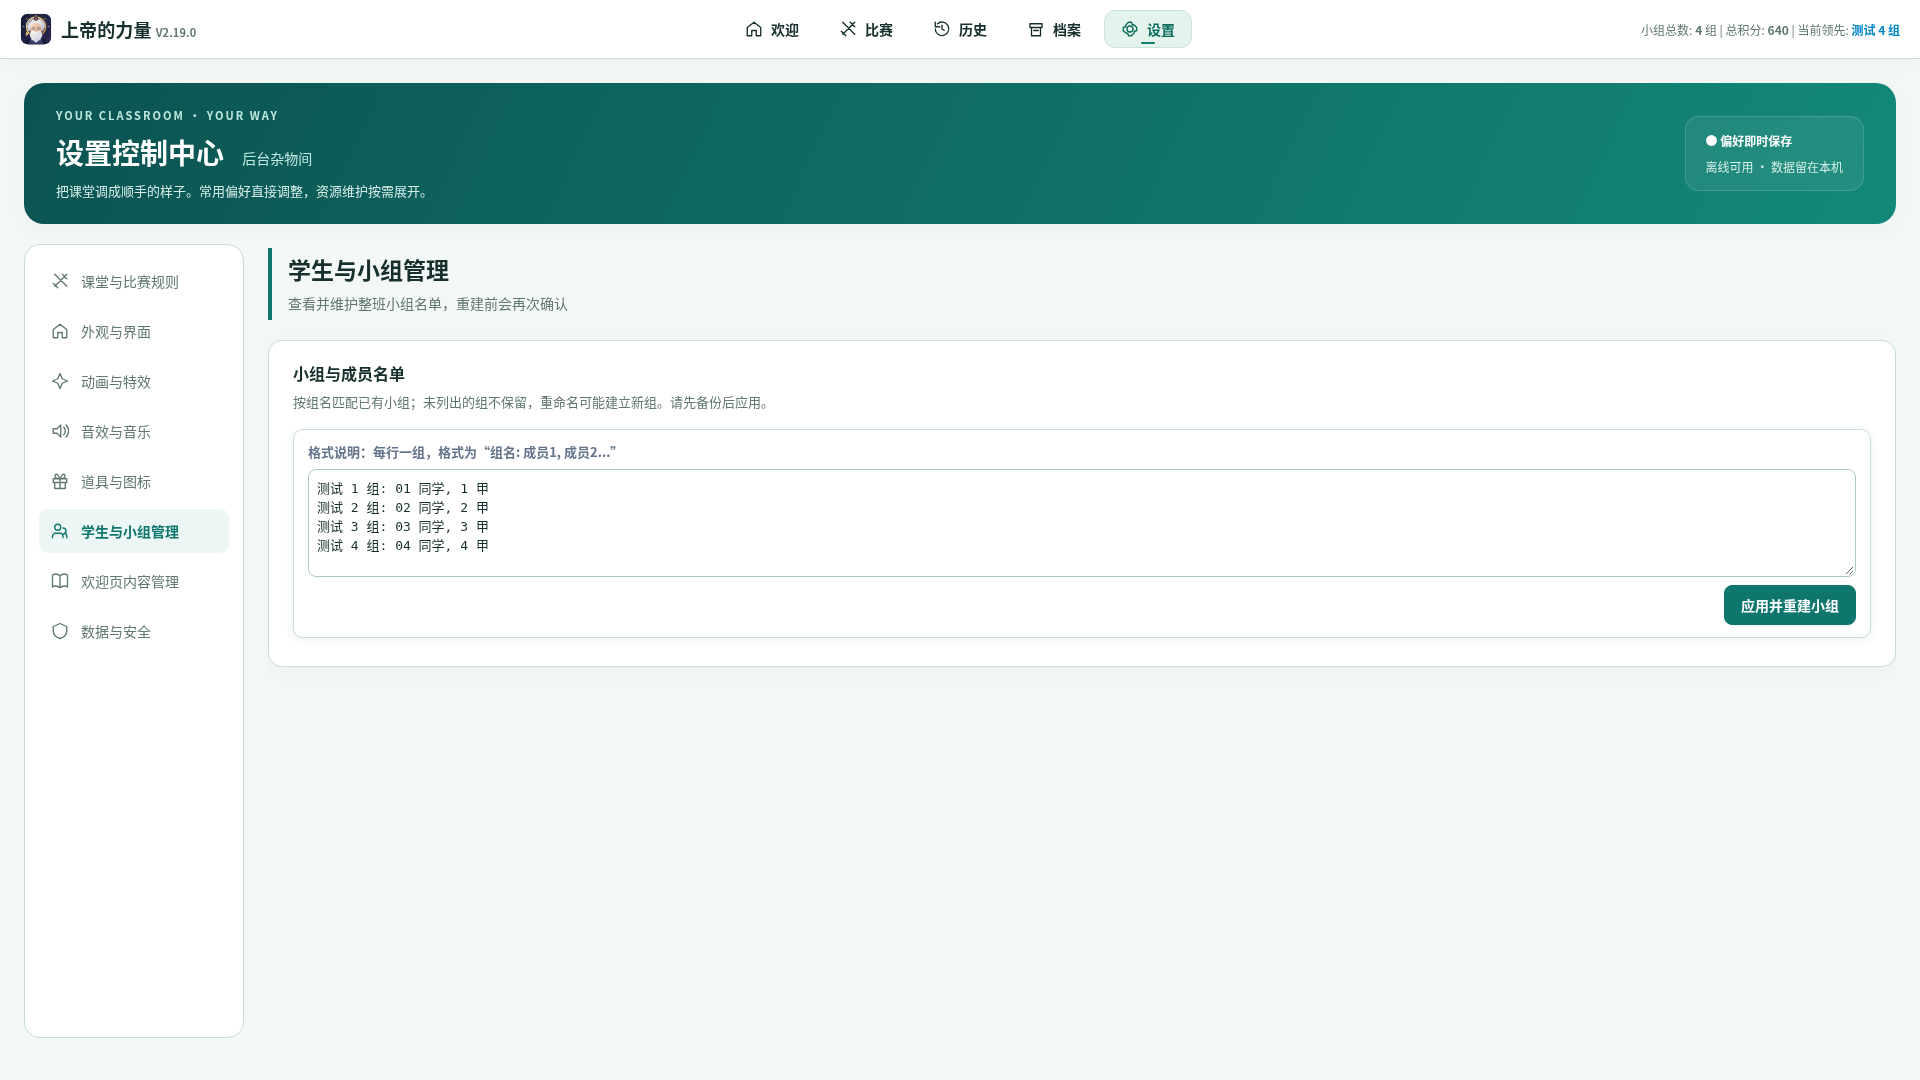 上帝的力量 V2.19.0
欢迎
比赛
历史
档案
设置
小组总数: 4 组 | 总积分: 640 | 当前领先: 测试 4 组
YOUR CLASSROOM • YOUR WAY
设置控制中心 后台杂物间
把课堂调成顺手的样子。常用偏好直接调整，资源维护按需展开。
偏好即时保存
离线可用 · 数据留在本机
课堂与比赛规则
外观与界面
动画与特效
音效与音乐
道具与图标
学生与小组管理
欢迎页内容管理
数据与安全
学生与小组管理
查看并维护整班小组名单，重建前会再次确认
小组与成员名单
按组名匹配已有小组；未列出的组不保留，重命名可能建立新组。请先备份后应用。
格式说明：每行一组，格式为“组名: 成员1, 成员2...”
测试 1 组: 01 同学, 1 甲
测试 2 组: 02 同学, 2 甲
测试 3 组: 03 同学, 3 甲
测试 4 组: 04 同学, 4 甲
应用并重建小组